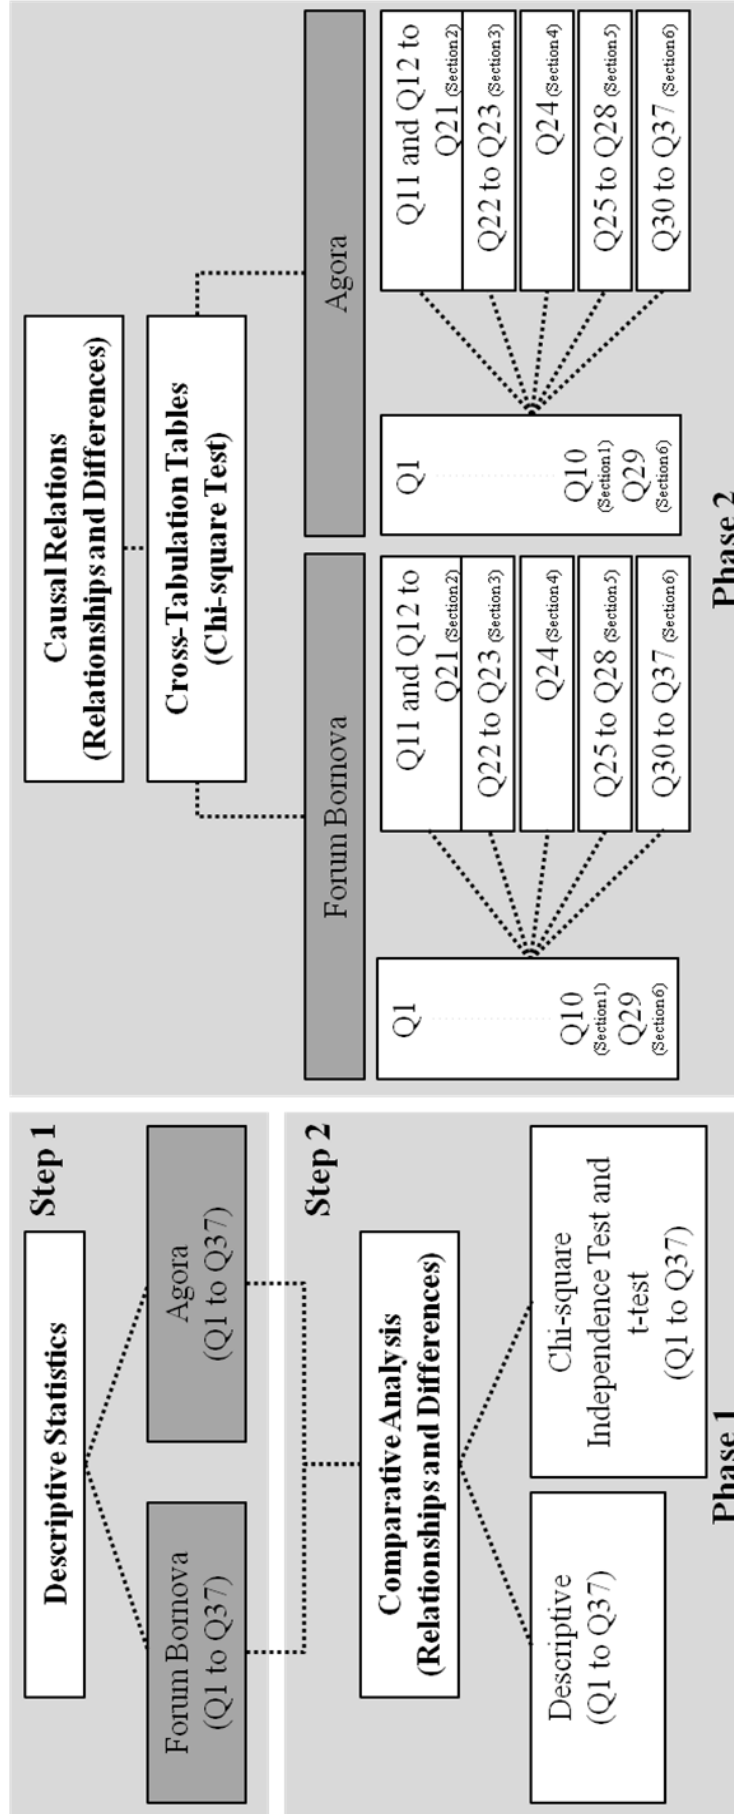 Step 1
Descriptive Statistics
Forum Bornova
(Q1 to Q37)
Agora
(Q1 to Q37)
Step 2
Comparative Analysis
(Relationships and Differences)
Descriptive
(Q1 to Q37)
Chi-square
Independence Test and
t-test
(Q1 to Q37)
Phase 1
Causal Relations
(Relationships and Differences)
Cross-Tabulation Tables
(Chi-square Test)
Forum Bornova
Q1
Q10
(Section1)
Q29
(Section6)
Q11 and Q12 to
Q21 (Section2)
Q22 to Q23 (Section3)
Q24 (Section4)
Q25 to Q28 (Section5)
Q30 to Q37 (Section6)
Agora
Q1
Q10
(Section1)
Q29
(Section6)
Q11 and Q12 to
Q21 (Section2)
Q22 to Q23 (Section3)
Q24 (Section4)
Q25 to Q28 (Section5)
Q30 to Q37 (Section6)
Phase 2